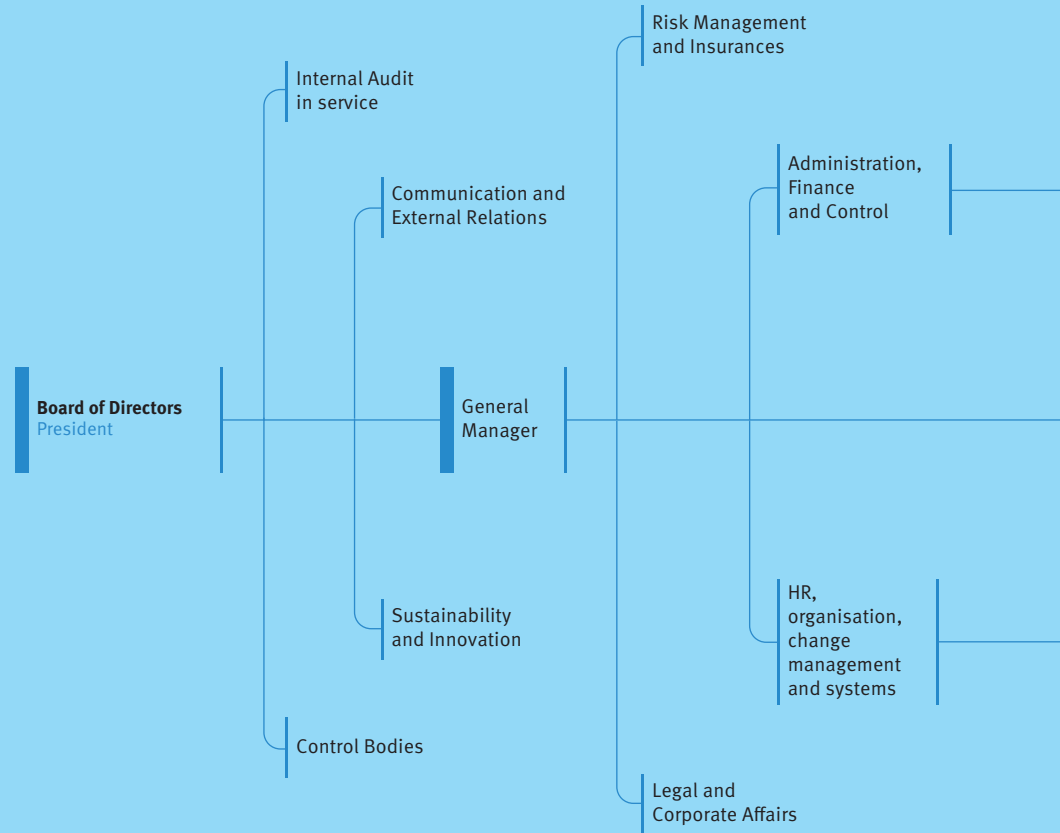 Risk Management
and Insurances
Internal Audit
in service
Administration,
Finance
and Control
Communication and
External Relations
Board of Directors
President
General
Manager
HR,
organisation,
change
management
and systems
Sustainability
and Innovation
Control Bodies
Legal and
Corporate Affairs